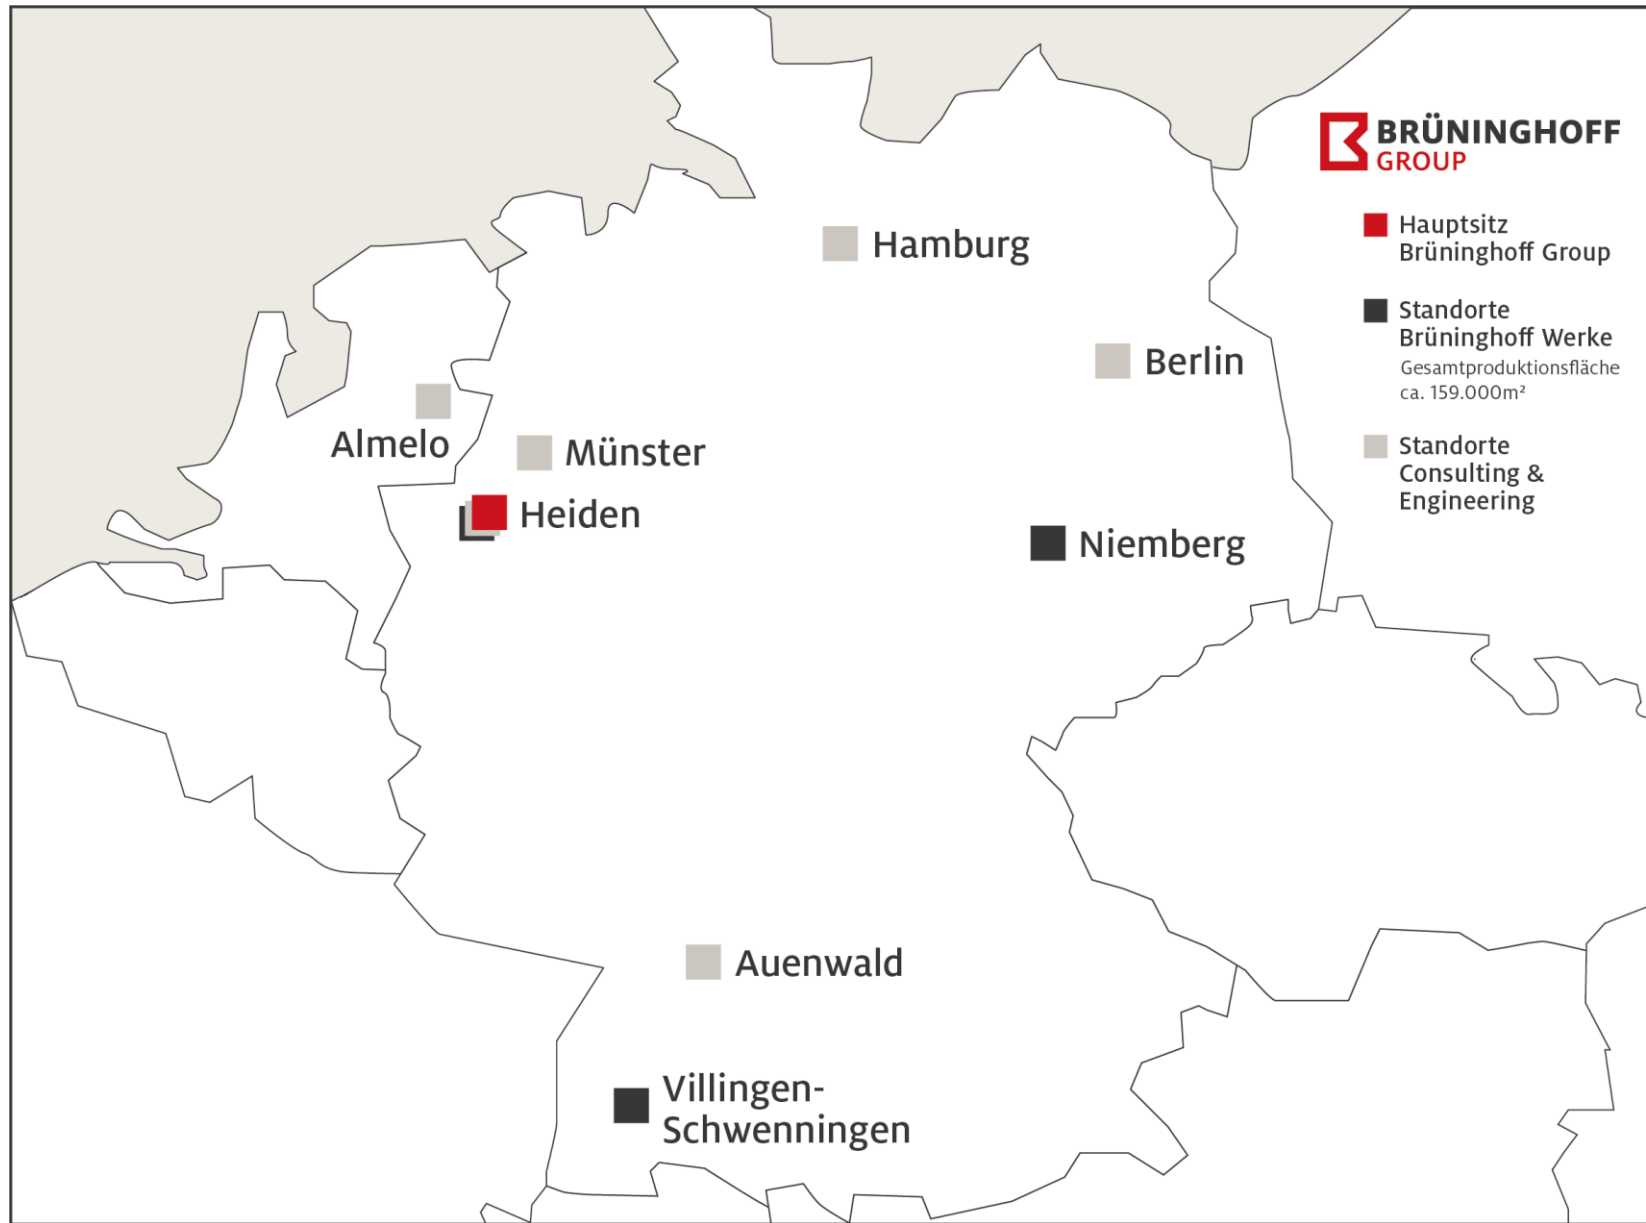 BRÜNINGHOFF
GROUP
Hauptsitz
Brüninghoff Group
Standorte
Brüninghoff Werke
Gesamtproduktionsfläche
ca. 159.000m²
Standorte
Consulting &
Engineering
Hamburg
Berlin
Almelo
Münster
Heiden
Niemberg
Auenwald
Villingen-
Schwenningen